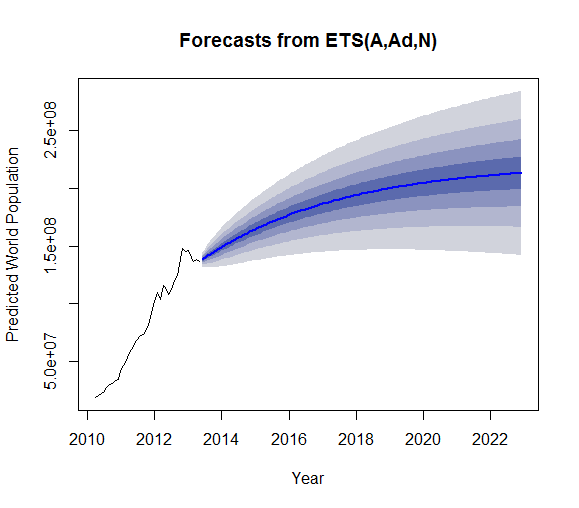 Forecasts from ETS(A,Ad,N)
Predicted World Population
2.5e+08
1.5e+08
5.0e+07
2010 2012 2014 2016 2018 2020 2022
Year